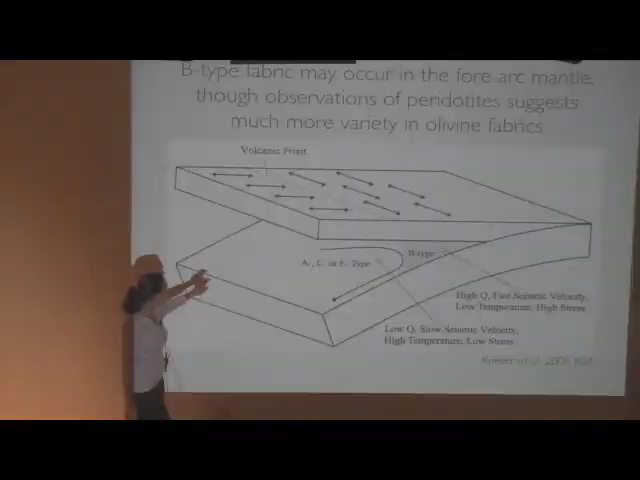 B-type fabric may occur in the fore-arc mantle,
though observations of peridotites suggests
much more variety in olivine fabrics
Volcanic Front
B-type
A-, C- or E- Type
High Q, Fast Seismic Velocity,
Low Temperature, High Stress
Low Q, Slow Seismic Velocity,
High Temperature, Low Stress
et al.